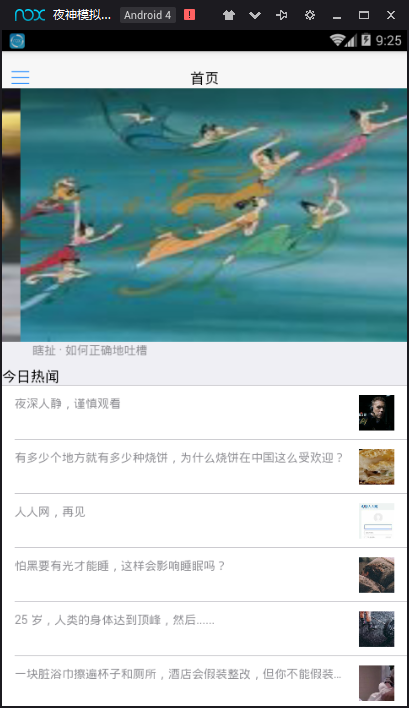 nox 夜神模拟... Android 4
9:25
首页
瞎扯 · 如何正确地吐槽
今日热闻
夜深人静，谨慎观看
有多少个地方就有多少种烧饼，为什么烧饼在中国这么受欢迎？
人人网，再见
怕黑要有光才能睡，这样会影响睡眠吗？
25 岁，人类的身体达到顶峰，然后……
一块脏浴巾擦遍杯子和厕所，酒店会假装整改，但你不能假装...